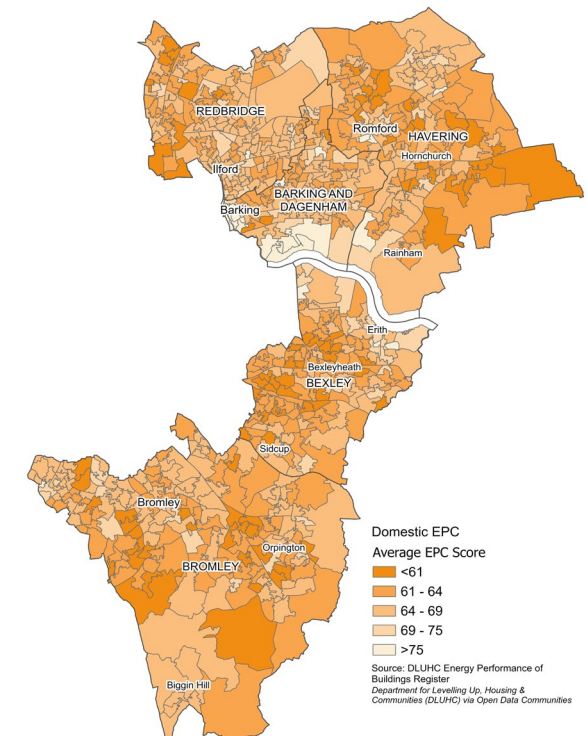 REDBRIDGE
Romford
HAVERING
Hornchurch
Ilford
BARKING AND
DAGENHAM
Barking
Rainham
Erith
Bexleyheath
BEXLEY
Sidcup
Bromley
Orpington
BROMLEY
Biggin Hill
Domestic EPC
Average EPC Score
<61
61 - 64
64 - 69
69 - 75
>75
Source: DLUHC Energy Performance of
Buildings Register
Department for Levelling Up, Housing &
Communities (DLUHC) via Open Data Communities